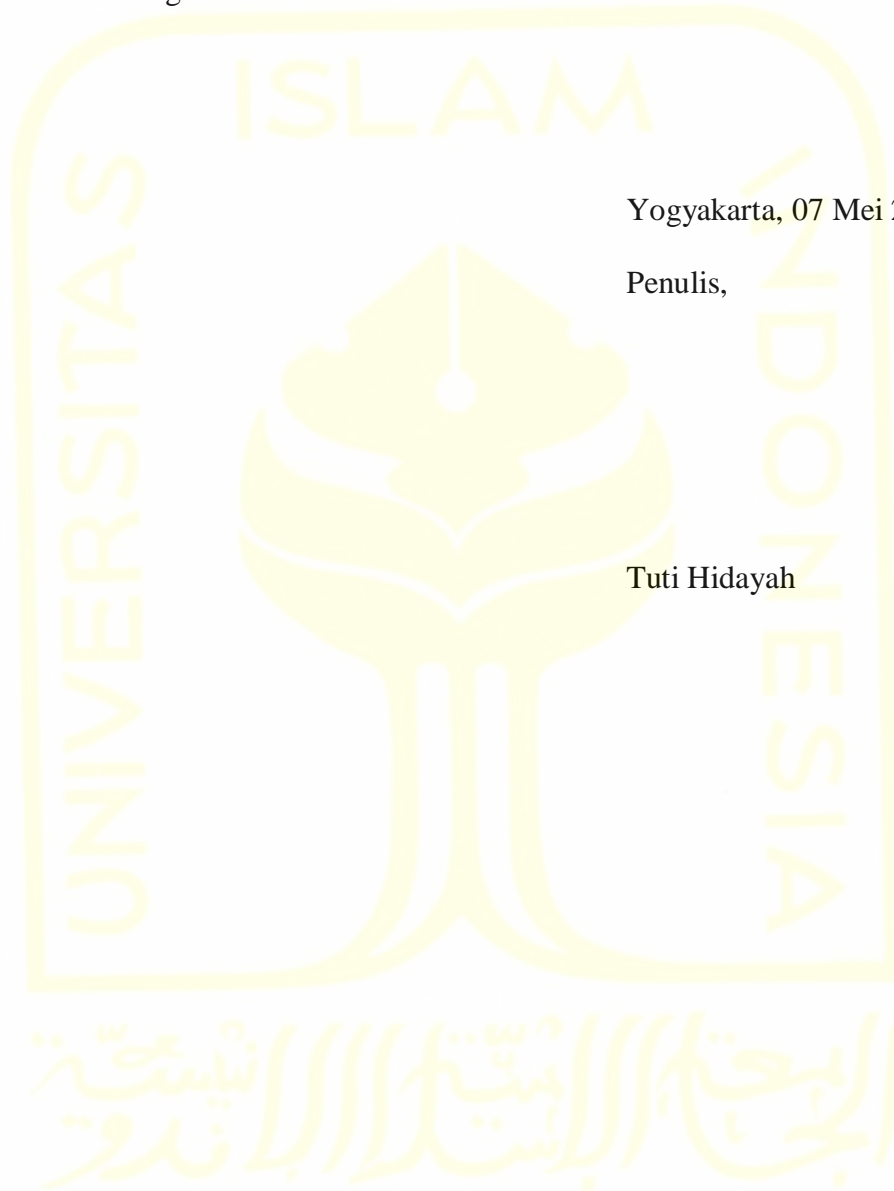 Yogyakarta, 07 Mei
Penulis,
Tuti Hidayah
UNIVERSITAS
ISLAM
INDONESIA